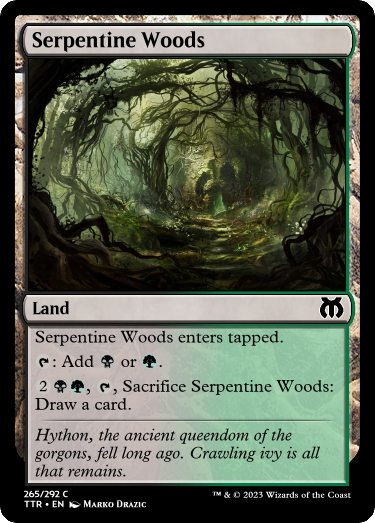 Serpentine Woods
Land
Serpentine Woods enters tapped.
: Add or .
2 , , Sacrifice Serpentine Woods:
Draw a card.
Hython, the ancient queendom of the
gorgons, fell long ago. Crawling ivy is all
that remains.
265/292 C
TTR • EN Marko Drazic
™ & © 2023 Wizards of the Coast